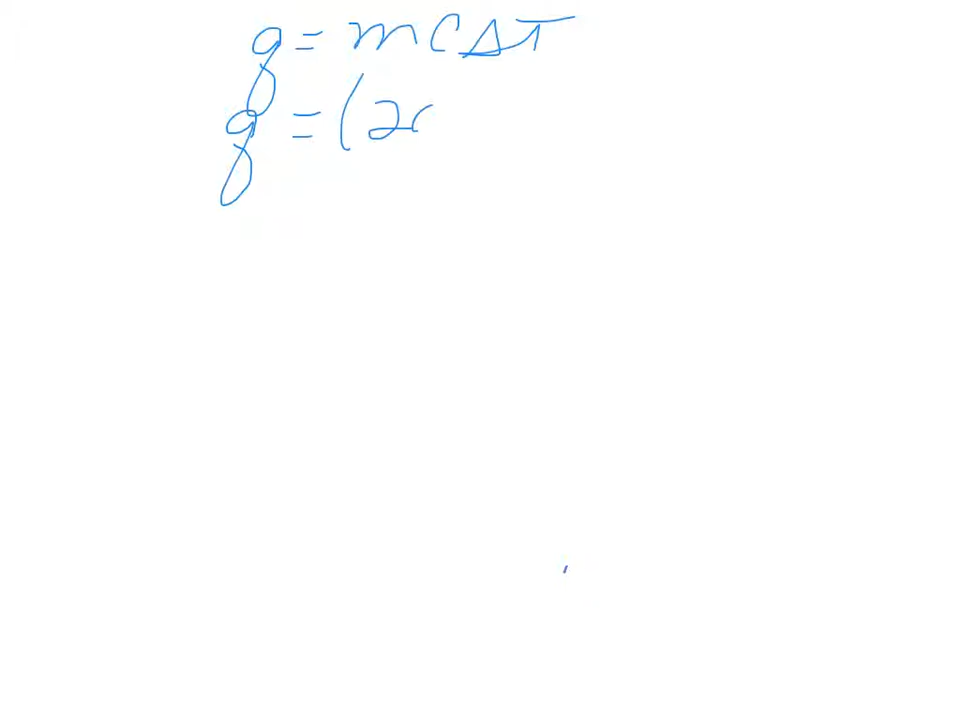 q = mCΔT
q = (2